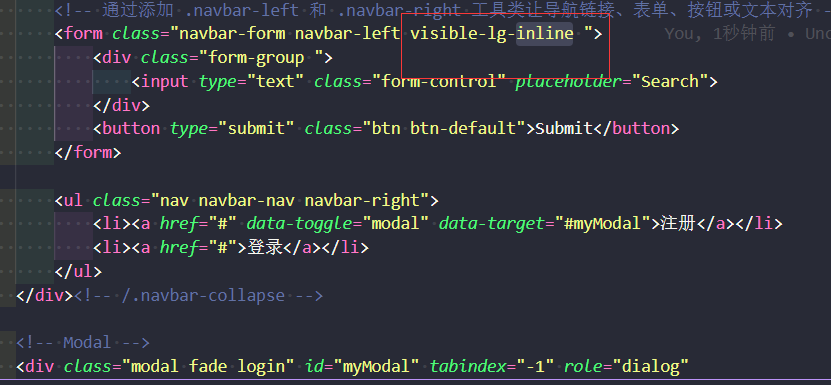 <!-- 通过添加 .navbar-left 和 .navbar-right 工具类让导航链接、表单、按钮或文本对齐
<form class="navbar-form navbar-left visible-lg-inline "> You, 1秒钟前 • Unc
<div class="form-group ">
<input type="text" class="form-control" placeholder="Search">
</div>
<button type="submit" class="btn btn-default">Submit</button>
</form>
<ul class="nav navbar-nav navbar-right">
<li><a href="#" data-toggle="modal" data-target="#myModal">注册</a></li>
<li><a href="#">登录</a></li>
</ul>
</div><!-- /.navbar-collapse -->
<!-- Modal -->
<div class="modal fade login" id="myModal" tabindex="-1" role="dialog"